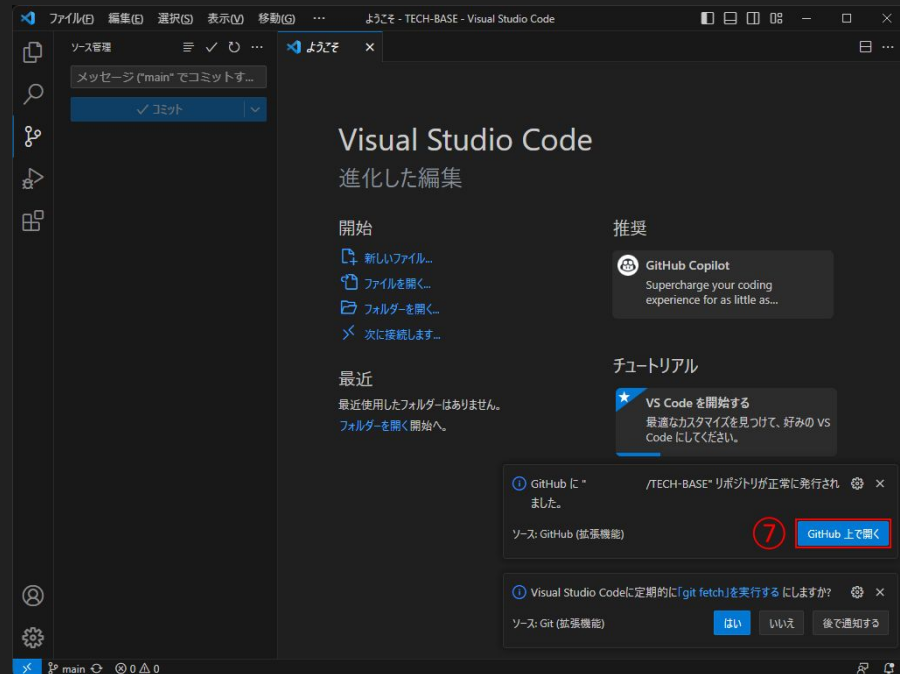 ファイル(F) 編集(E) 選択(S) 表示(V) 移動(G) … ようこそ - TECH-BASE - Visual Studio Code
ソース管理
ようこそ
メッセージ ("main" でコミットす...
コミット
Visual Studio Code
進化した編集
開始
新しいファイル...
ファイルを開く...
フォルダーを開く...
次に接続します...
最近
最近使用したフォルダーはありません。
フォルダーを開く開始へ。
推奨
GitHub Copilot
Supercharge your coding
experience for as little as...
チュートリアル
VS Code を開始する
最適なカスタマイズを見つけて、好みの VS
Code にしてください。
GitHub に " /TECH-BASE" リポジトリが正常に発行され
ました。
ソース: GitHub (拡張機能)
⑦ GitHub 上で開く
Visual Studio Codeに定期的に「git fetch」を実行する にしますか?
ソース: Git (拡張機能)
はい いいえ 後で通知する
main 0 0